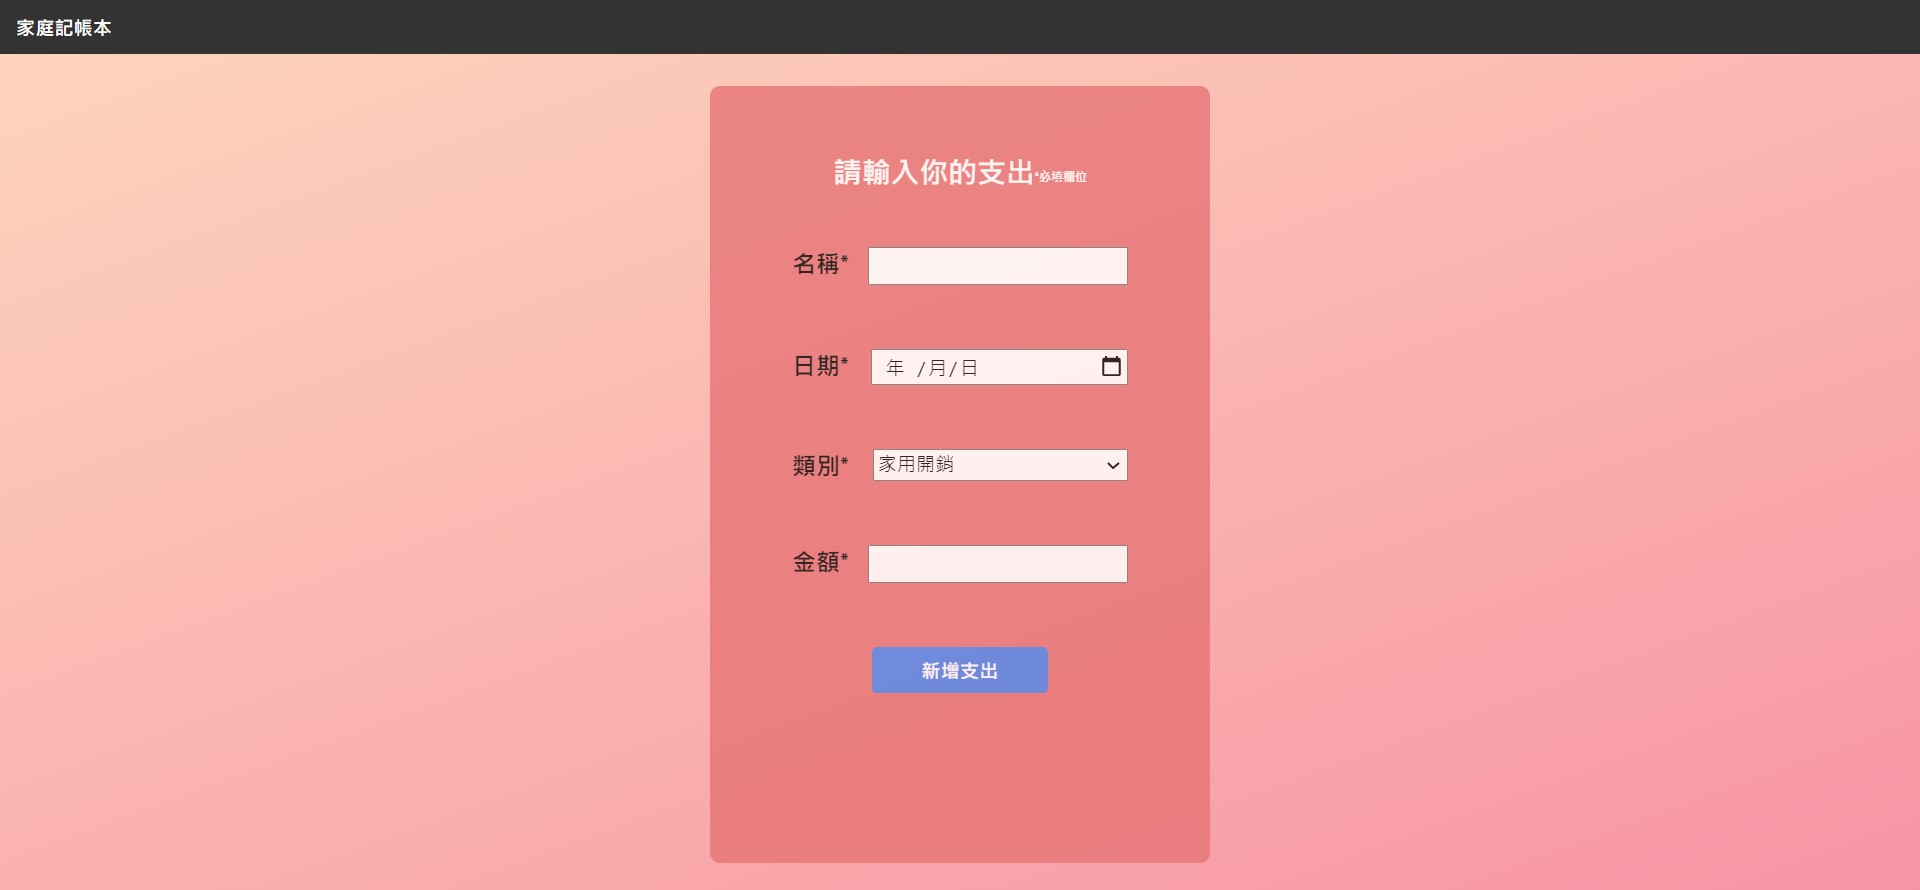 家庭記帳本
請輸入你的支出*必填欄位
名稱*
日期* 年 /月/日
類別* 家用開銷
金額*
新增支出